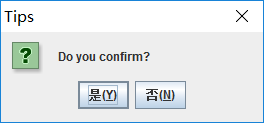 Tips
Do you confirm?
是(Y) 否(N)